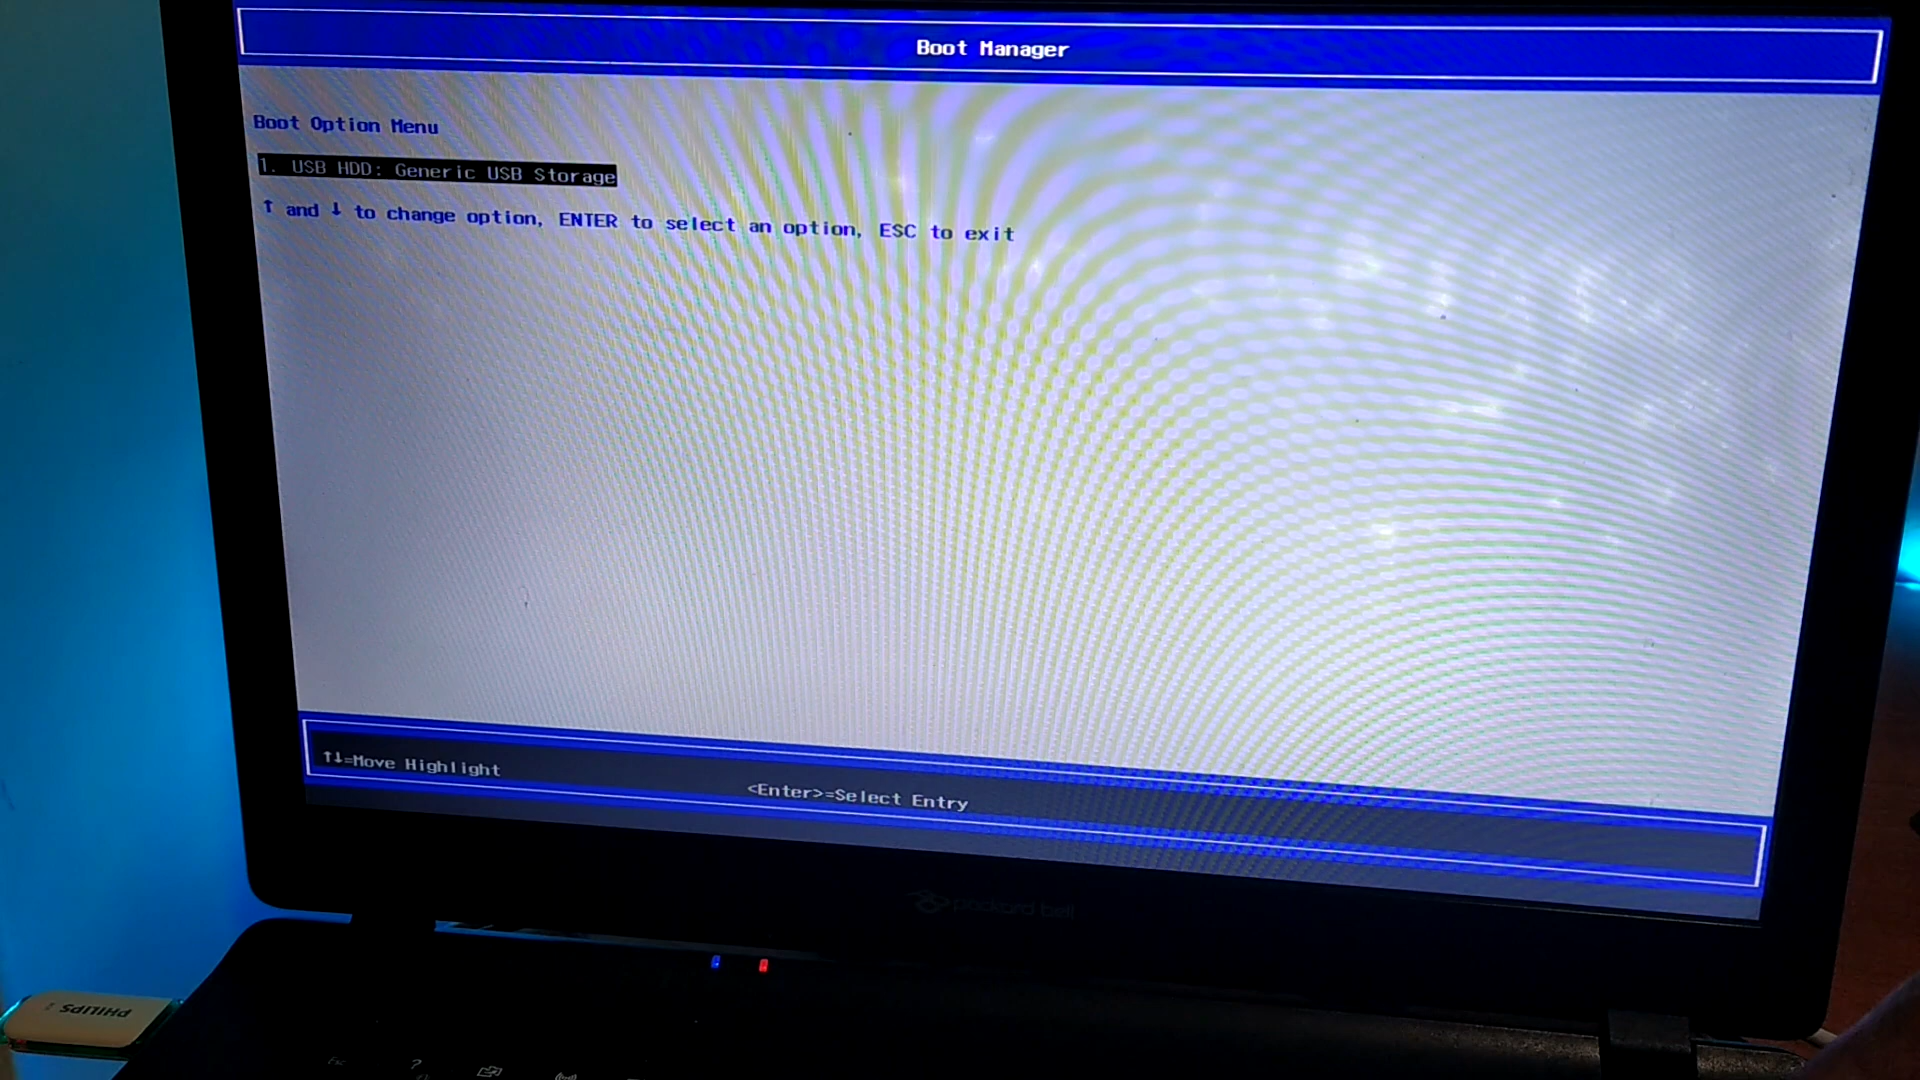 Boot Manager
Boot Option Menu
1. USB HDD: Generic USB Storage
↑ and ↓ to change option, ENTER to select an option, ESC to exit
↑↓=Move Highlight
<Enter>=Select Entry
packard bell
PHILIPS
Esc
?